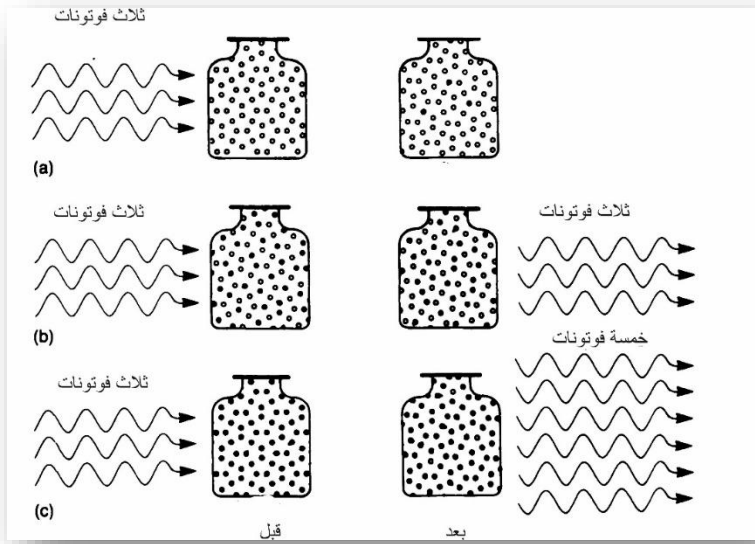 ثلاث فوتونات
(a)
ثلاث فوتونات
ثلاث فوتونات
(b)
خمسة فوتونات
ثلاث فوتونات
(c)
قبل
بعد